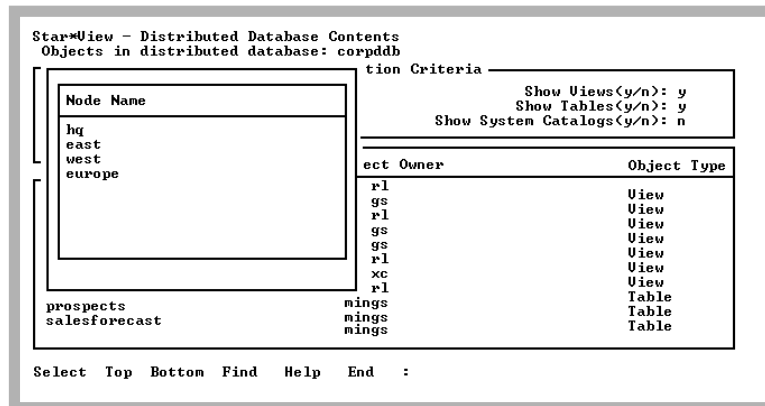 Star*View - Distributed Database Contents
Objects in distributed database: corpddb
tion Criteria
Show Views(y/n): y
Show Tables(y/n): y
Show System Catalogs(y/n): n
Node Name
hq
east
west
europe
ect Owner Object Type
rl View
gs View
rl View
gs View
gs View
rl View
xc View
rl Table
prospects mings Table
salesforecast mings Table
mings
Select Top Bottom Find Help End :